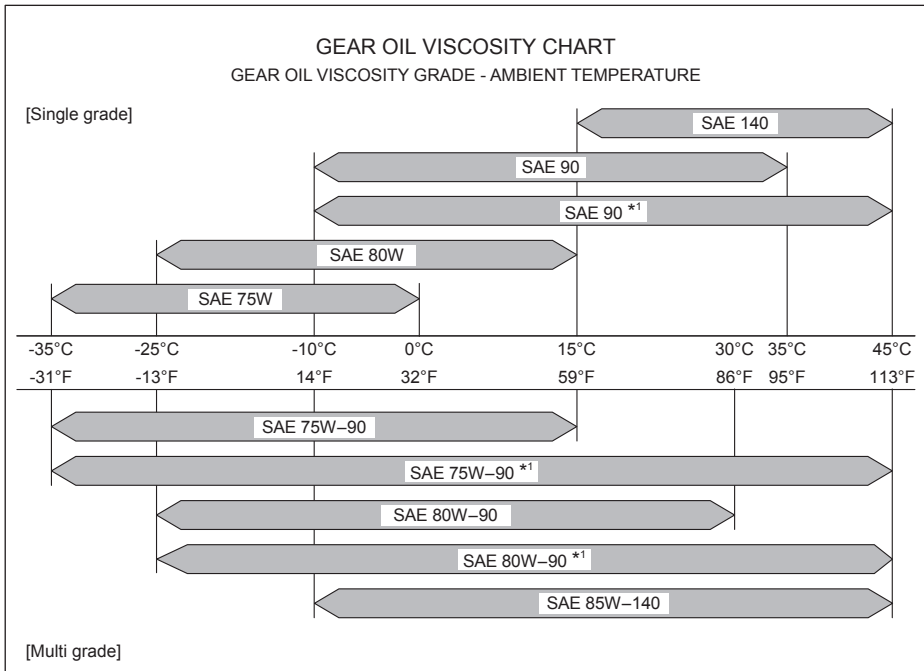 GEAR OIL VISCOSITY CHART
GEAR OIL VISCOSITY GRADE - AMBIENT TEMPERATURE
[Single grade]
SAE 140
SAE 90
SAE 90 *1
SAE 80W
SAE 75W
-35°C -25°C -10°C 0°C 15°C 30°C 35°C 45°C
-31°F -13°F 14°F 32°F 59°F 86°F 95°F 113°F
SAE 75W–90
SAE 75W–90 *1
SAE 80W–90
SAE 80W–90 *1
SAE 85W–140
[Multi grade]